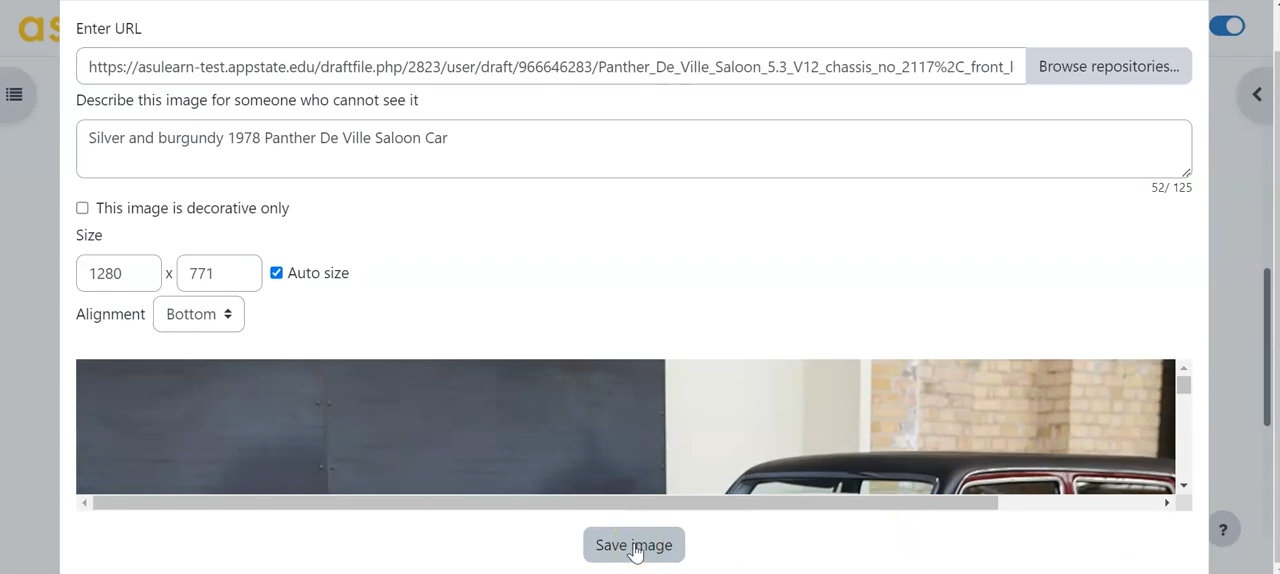 as
Enter URL
https://asulearn-test.appstate.edu/draftfile.php/2823/user/draft/966646283/Panther_De_Ville_Saloon_5.3_V12_chassis_no_2117%2C_front_l
Browse repositories...
Describe this image for someone who cannot see it
Silver and burgundy 1978 Panther De Ville Saloon Car
52/ 125
This image is decorative only
Size
1280 x 771 Auto size
Alignment Bottom
Save image
?